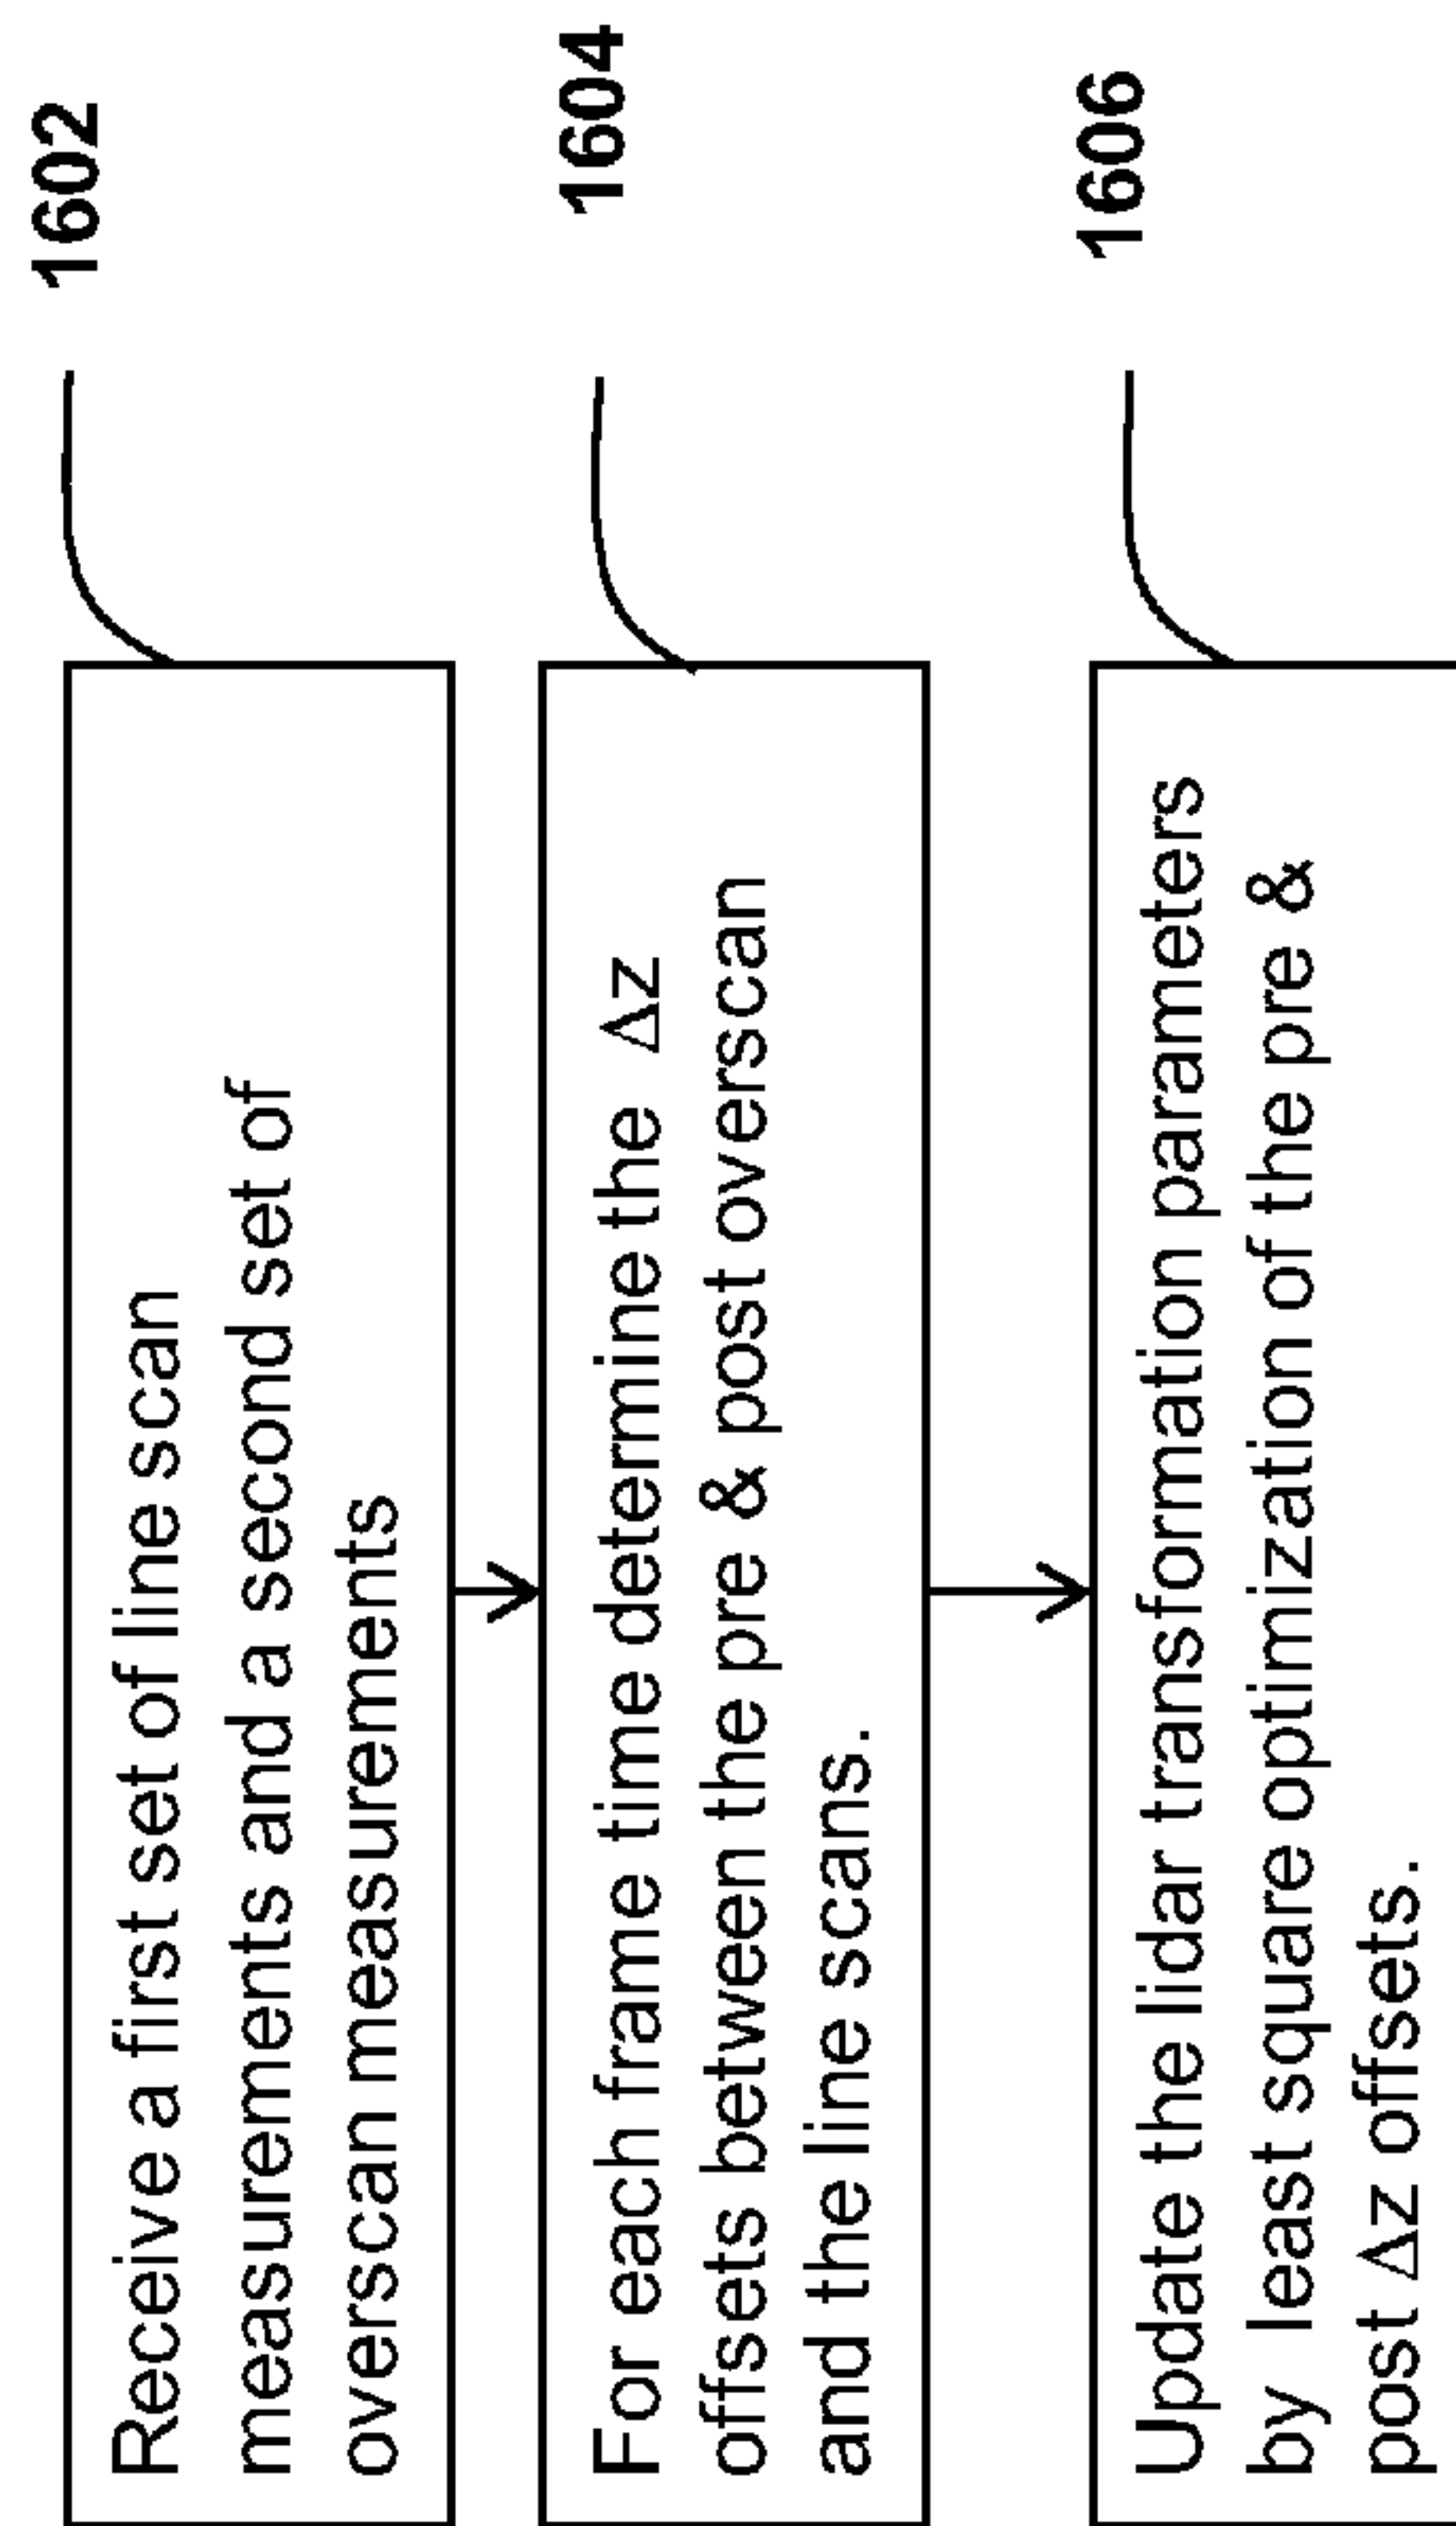 1602
Receive a first set of line scan
measurements and a second set of
overscan measurements
1604
For each frame time determine the Δz
offsets between the pre & post overscan
and the line scans.
1606
Update the lidar transformation parameters
by least square optimization of the pre &
post Δz offsets.